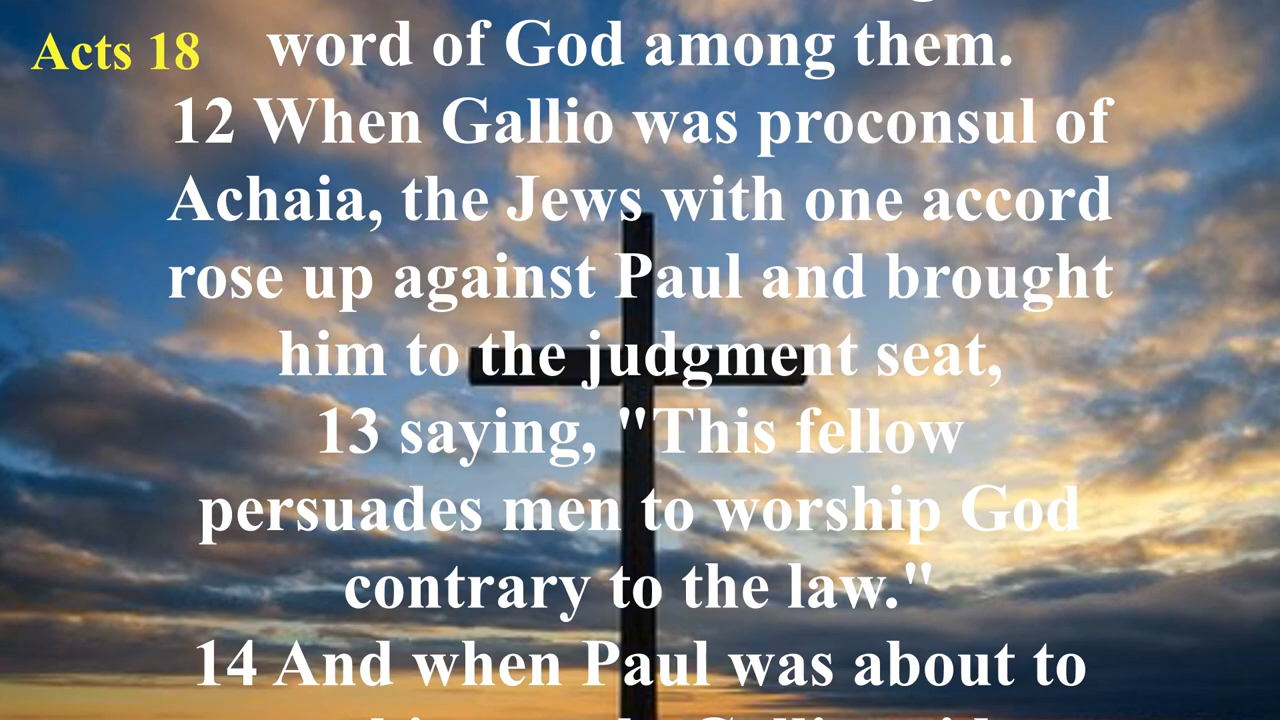 Acts 18
word of God among them.
12 When Gallio was proconsul of
Achaia, the Jews with one accord
rose up against Paul and brought
him to the judgment seat,
13 saying, "This fellow
persuades men to worship God
contrary to the law."
14 And when Paul was about to